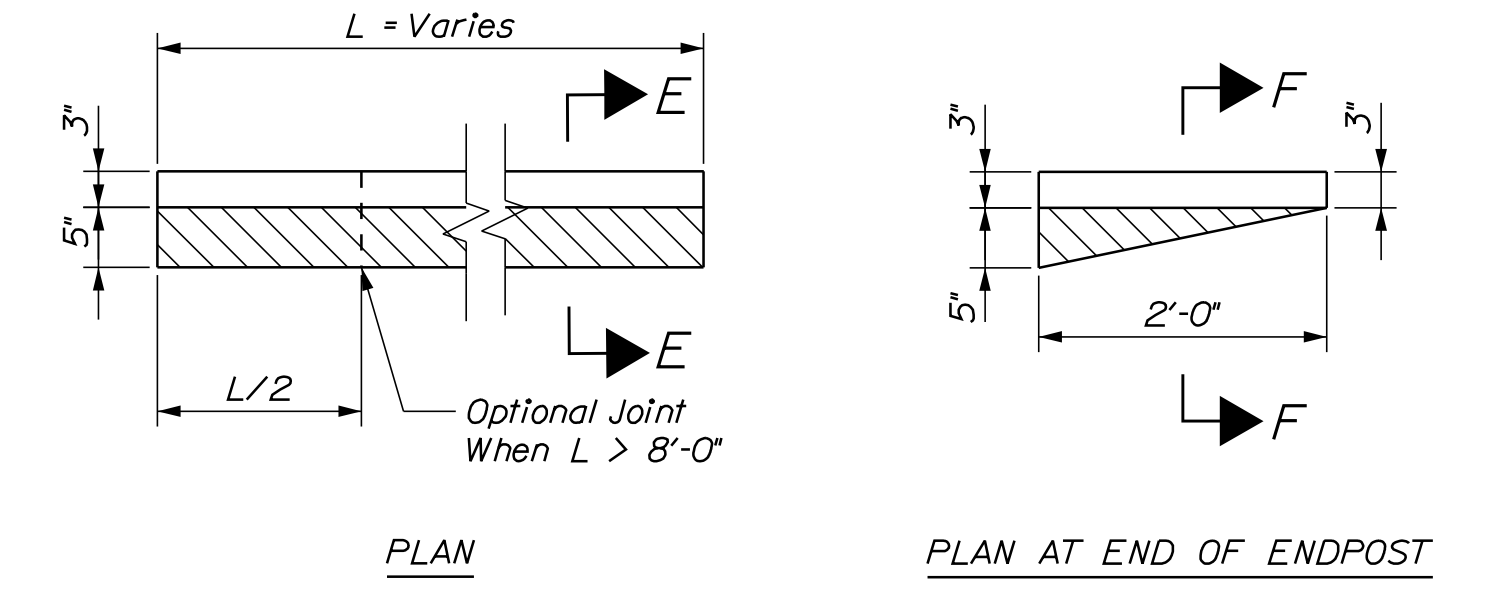 L = Varies
E
3"
5"
E
L/2
Optional Joint
When L > 8'-0"
PLAN
F
3"
3"
5"
2'-0"
F
PLAN AT END OF ENDPOST